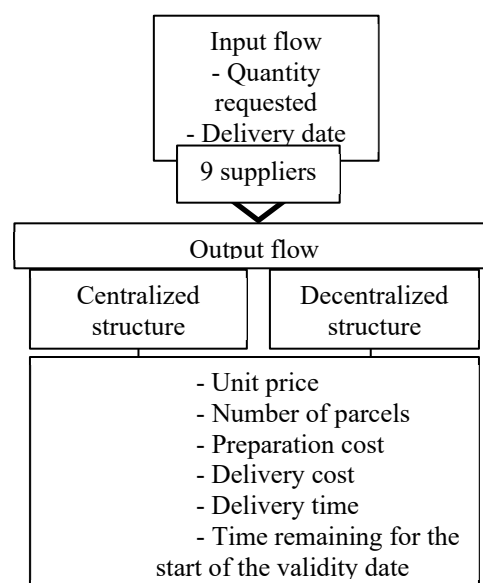 Input flow
- Quantity
requested
- Delivery date
9 suppliers
Output flow
Centralized
structure
Decentralized
structure
- Unit price
- Number of parcels
- Preparation cost
- Delivery cost
- Delivery time
- Time remaining for the
start of the validity date